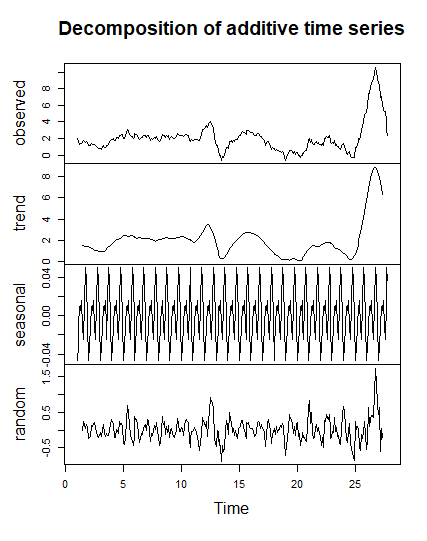 Decomposition of additive time series
observed
0 2 4 6 8
trend
0 2 4 6 8
seasonal
-0.04 0.00 0.04
random
-0.5 0.5 1.5
0 5 10 15 20 25
Time